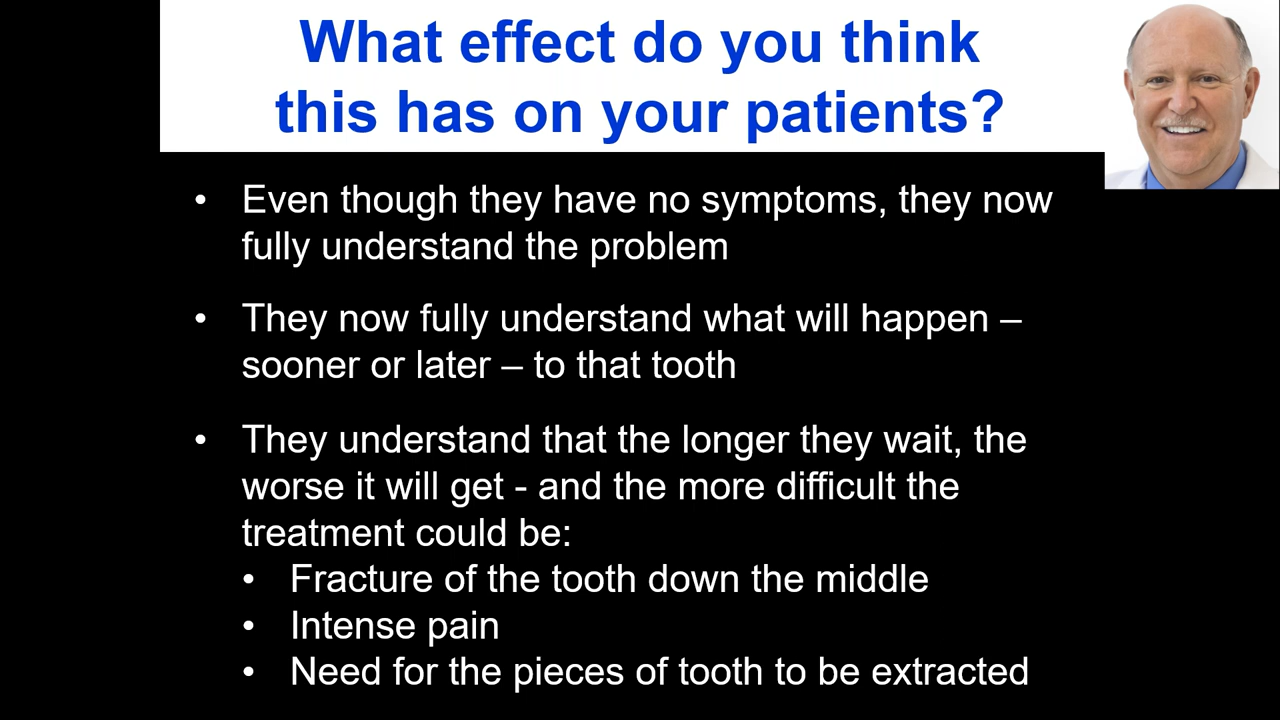 What effect do you think
this has on your patients?
• Even though they have no symptoms, they now
fully understand the problem
• They now fully understand what will happen –
sooner or later – to that tooth
• They understand that the longer they wait, the
worse it will get - and the more difficult the
treatment could be:
• Fracture of the tooth down the middle
• Intense pain
• Need for the pieces of tooth to be extracted